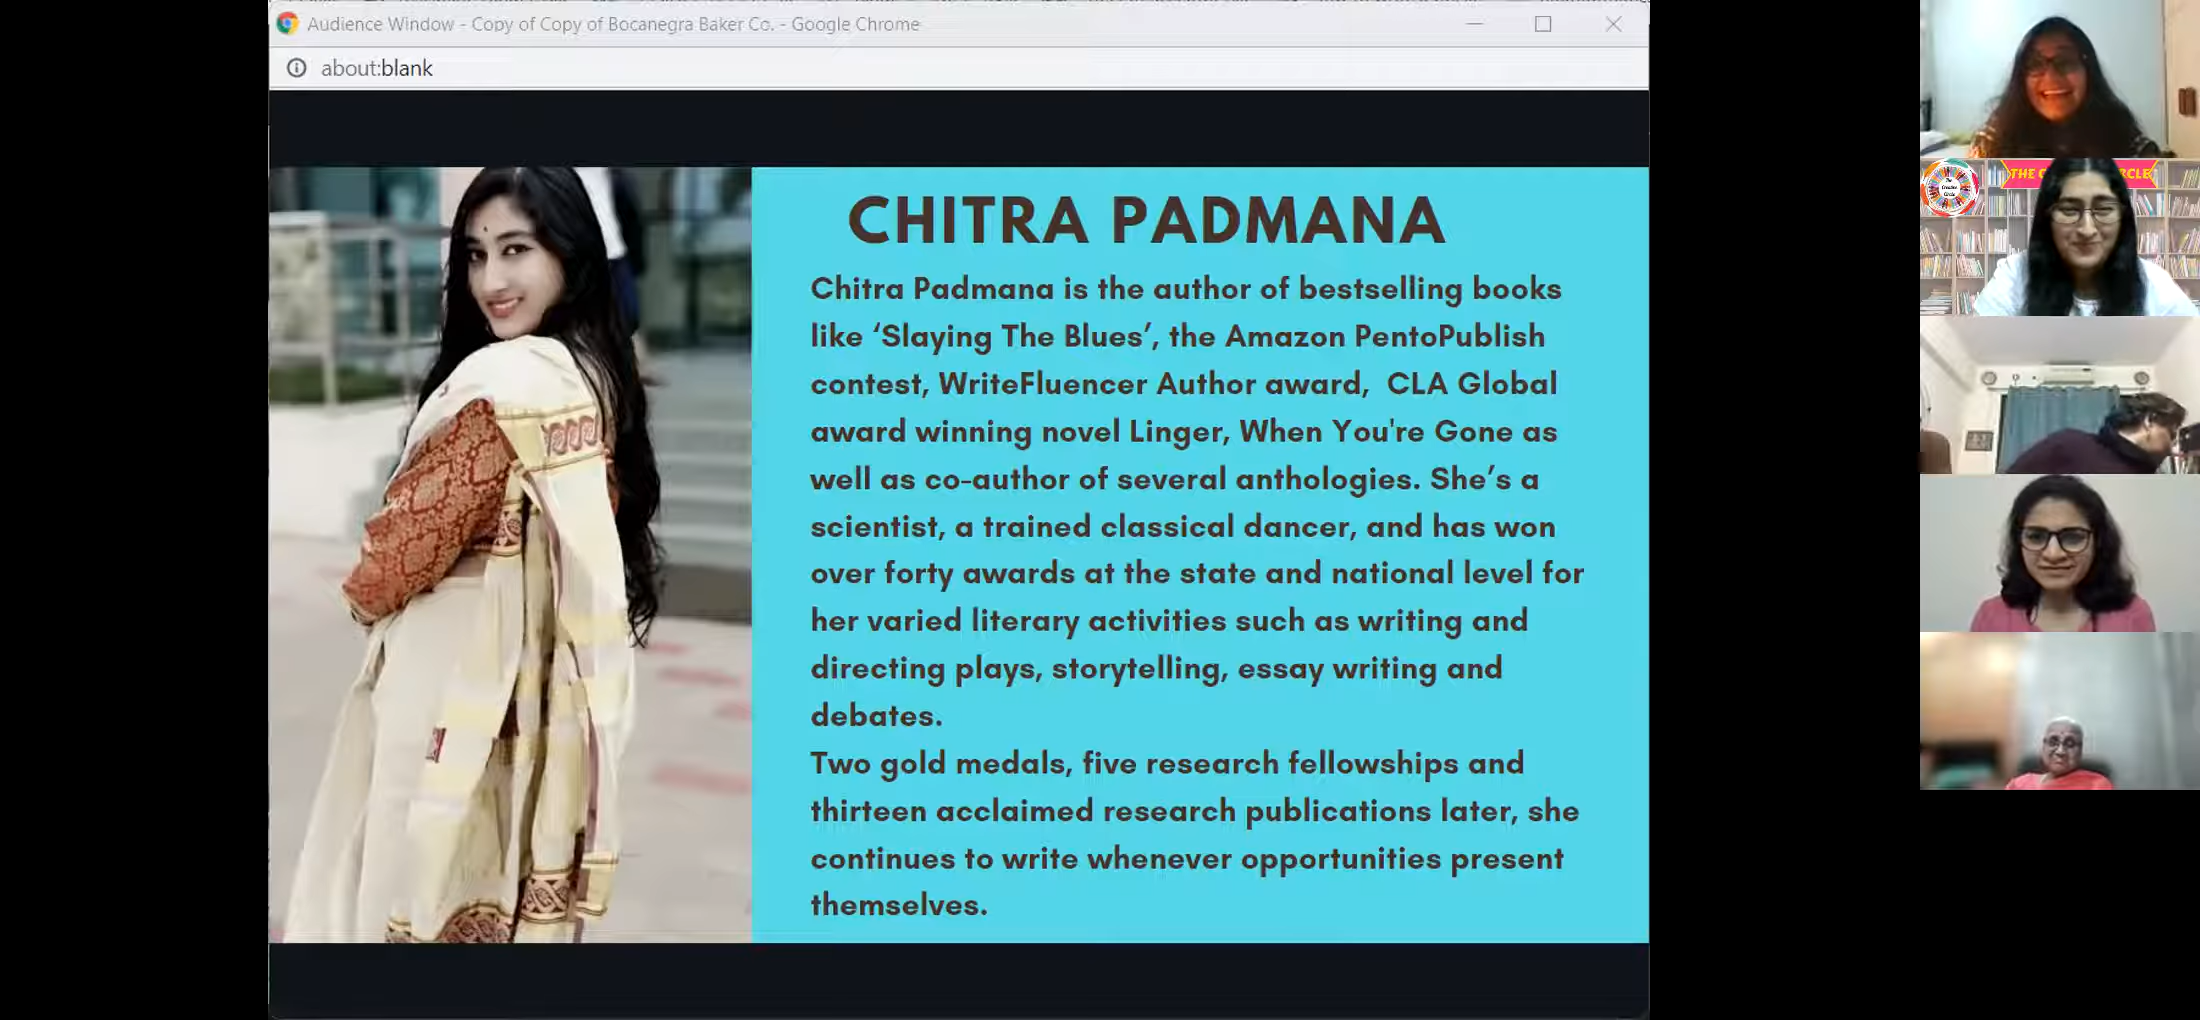 Audience Window - Copy of Copy of Bocanegra Baker Co. - Google Chrome
about:blank
CHITRA PADMANA
Chitra Padmana is the author of bestselling books
like ‘Slaying The Blues’, the Amazon PentoPublish
contest, WriteFluencer Author award, CLA Global
award winning novel Linger, When You're Gone as
well as co-author of several anthologies. She’s a
scientist, a trained classical dancer, and has won
over forty awards at the state and national level for
her varied literary activities such as writing and
directing plays, storytelling, essay writing and
debates.
Two gold medals, five research fellowships and
thirteen acclaimed research publications later, she
continues to write whenever opportunities present
themselves.
The
Creative
Circle
THE